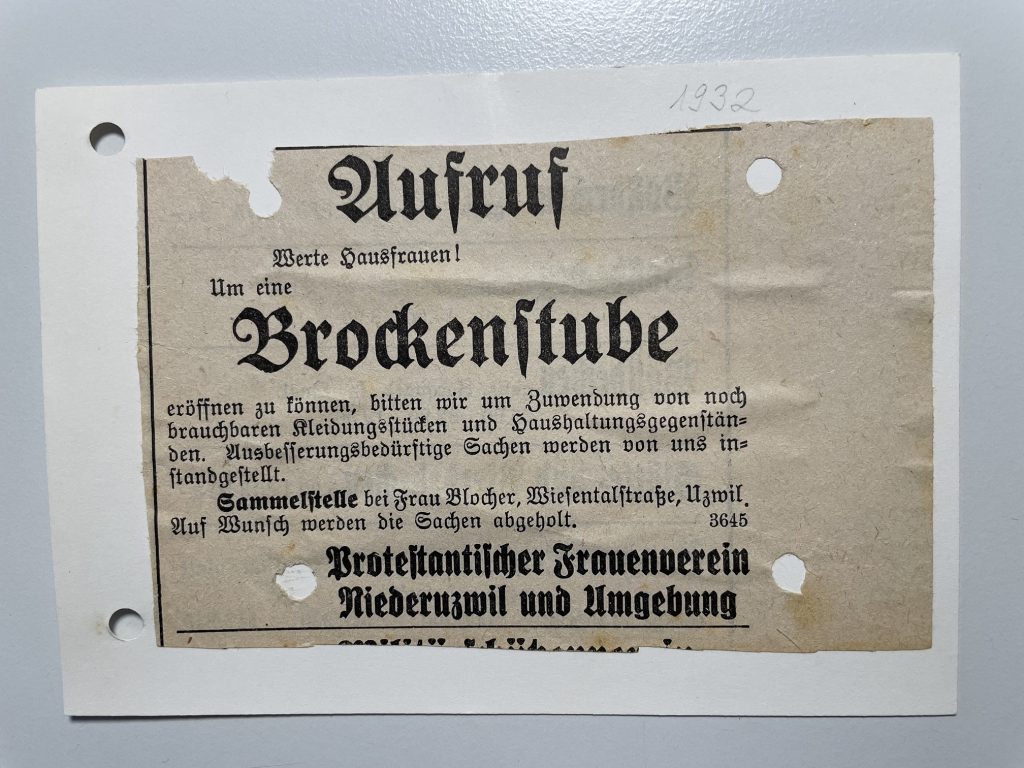 1932
Aufruf
Werte Hausfrauen!
Um eine
Brockenstube
eröffnen zu können, bitten wir um Zuwendung von noch
brauchbaren Kleidungsstücken und Haushaltungsgegenstän-
den. Ausbesserungsbedürftige Sachen werden von uns in-
standgestellt.
Sammelstelle bei Frau Blocher, Wiesentalstraße, Uzwil.
Auf Wunsch werden die Sachen abgeholt. 3645
Protestantischer Frauenverein
Niederuzwil und Umgebung